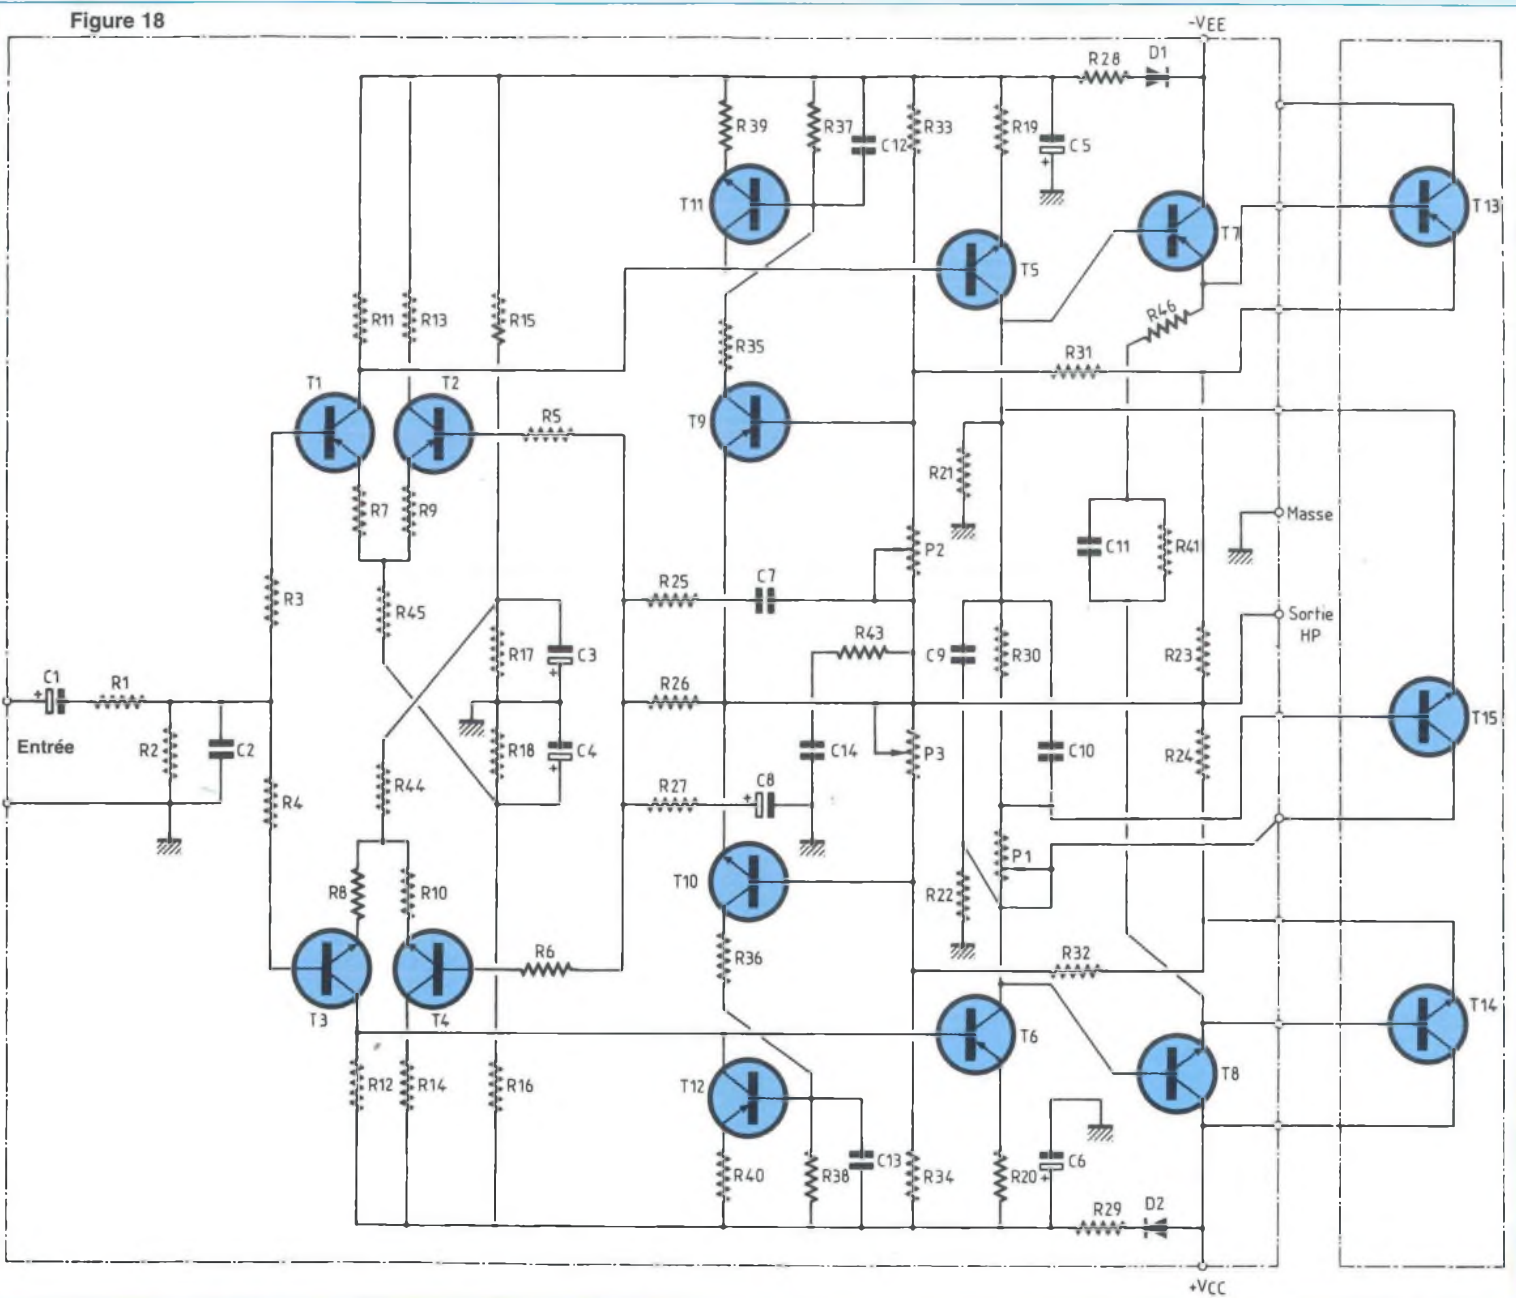 Figure 18
-VEE
R28 D1
R39 R37 C12 R33 R19 C5
+
T11 T7 T13
T5
R11 R13 R15 R46
R35 R31
T1 T2 T9 R5
R21
R7 R9 Masse
P2 C11 R41
R25 C7
R3 R45 Sortie
HP
R43
R17 C3 C9 R30 R23
+
C1 R1 R26
+
T15
Entrée R2 C2 R18 C4 C14 P3 C10 R24
+
R44 R27 C8
+
R4
P1
R8 R10 T10 R22
R6 R36 R32
T3 T4 T6 T14
R12 R14 R16 T12 T8
R40 R38 C13 R34 R20 C6
+
R29 D2
+VCC